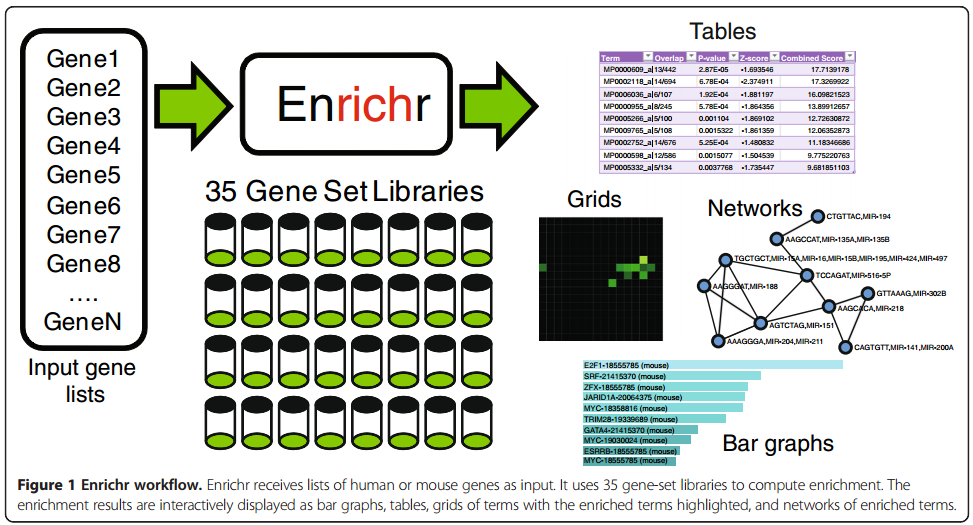 Gene1
Gene2
Gene3
Gene4
Gene5
Gene6
Gene7
Gene8
....
GeneN
Input gene
lists
Enrichr
35 Gene Set Libraries
Tables
Term Overlap P-value Z-score Combined Score
MP0000609_a 13/442 2.87E-05 -1.693546 17.7139178
MP0002118_a 14/694 6.78E-04 -2.374911 17.3269922
MP0006036_a 6/107 1.92E-04 -1.881197 16.09821523
MP0000955_a 8/245 5.78E-04 -1.864356 13.89912657
MP0005266_a 5/100 0.001104 -1.869102 12.72630872
MP0009765_a 5/108 0.0015322 -1.861359 12.06352873
MP0002752_a 14/676 5.25E-04 -1.480832 11.18346686
MP0000598_a 12/586 0.0015077 -1.504539 9.775220763
MP0005332_a 5/134 0.0037768 -1.735447 9.681851103
Grids
Networks
CTGTTAC,MIR-194
AAGCCAT,MIR-135A,MIR-135B
TGCTGCT,MIR-15A,MIR-16,MIR-15B,MIR-195,MIR-424,MIR-497
TCCAGAT,MIR-516-5P
AAGGGAT,MIR-188
GTTAAAG,MIR-302B
AAGCACA,MIR-218
AGTCTAG,MIR-151
AAAGGGA,MIR-204,MIR-211
CAGTGTT,MIR-141,MIR-200A
E2F1-18555785 (mouse)
SRF-21415370 (mouse)
ZFX-18555785 (mouse)
JARID1A-20064375 (mouse)
MYC-18358816 (mouse)
TRIM28-19339689 (mouse)
GATA4-21415370 (mouse)
MYC-19030024 (mouse)
ESRRB-18555785 (mouse)
MYC-18555785 (mouse)
Bar graphs
Figure 1 Enrichr workflow. Enrichr receives lists of human or mouse genes as input. It uses 35 gene-set libraries to compute enrichment. The
enrichment results are interactively displayed as bar graphs, tables, grids of terms with the enriched terms highlighted, and networks of enriched terms.